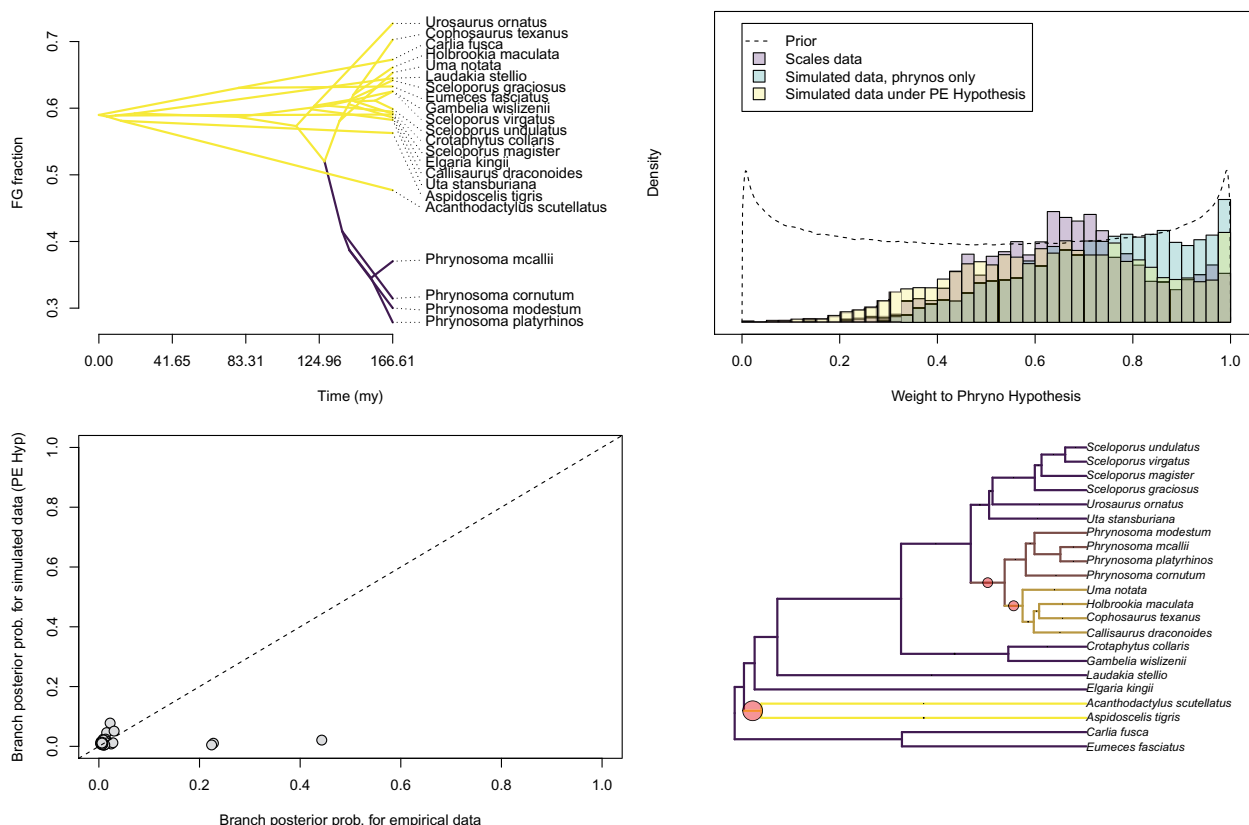 FG fraction
0.7
0.6
0.5
0.4
0.3
0.00
41.65
83.31
124.96
166.61
Time (my)
Urosaurus ornatus
Cophosaurus texanus
Carlia fusca
Holbrookia maculata
Uma notata
Laudakia stellio
Sceloporus graciosus
Eumeces fasciatus
Gambelia wislizenii
Sceloporus virgatus
Sceloporus undulatus
Crotaphytus collaris
Sceloporus magister
Elgaria kingii
Callisaurus draconoides
Uta stansburiana
Aspidoscelis tigris
Acanthodactylus scutellatus
Phrynosoma mcallii
Phrynosoma cornutum
Phrynosoma modestum
Phrynosoma platyrhinos
Density
Prior
Scales data
Simulated data, phrynos only
Simulated data under PE Hypothesis
0.0
0.2
0.4
0.6
0.8
1.0
Weight to Phryno Hypothesis
Branch posterior prob. for simulated data (PE Hyp)
1.0
0.8
0.6
0.4
0.2
0.0
0.0
0.2
0.4
0.6
0.8
1.0
Branch posterior prob. for empirical data
Sceloporus undulatus
Sceloporus virgatus
Sceloporus magister
Sceloporus graciosus
Urosaurus ornatus
Uta stansburiana
Phrynosoma modestum
Phrynosoma mcallii
Phrynosoma platyrhinos
Phrynosoma cornutum
Uma notata
Holbrookia maculata
Cophosaurus texanus
Callisaurus draconoides
Crotaphytus collaris
Gambelia wislizenii
Laudakia stellio
Elgaria kingii
Acanthodactylus scutellatus
Aspidoscelis tigris
Carlia fusca
Eumeces fasciatus